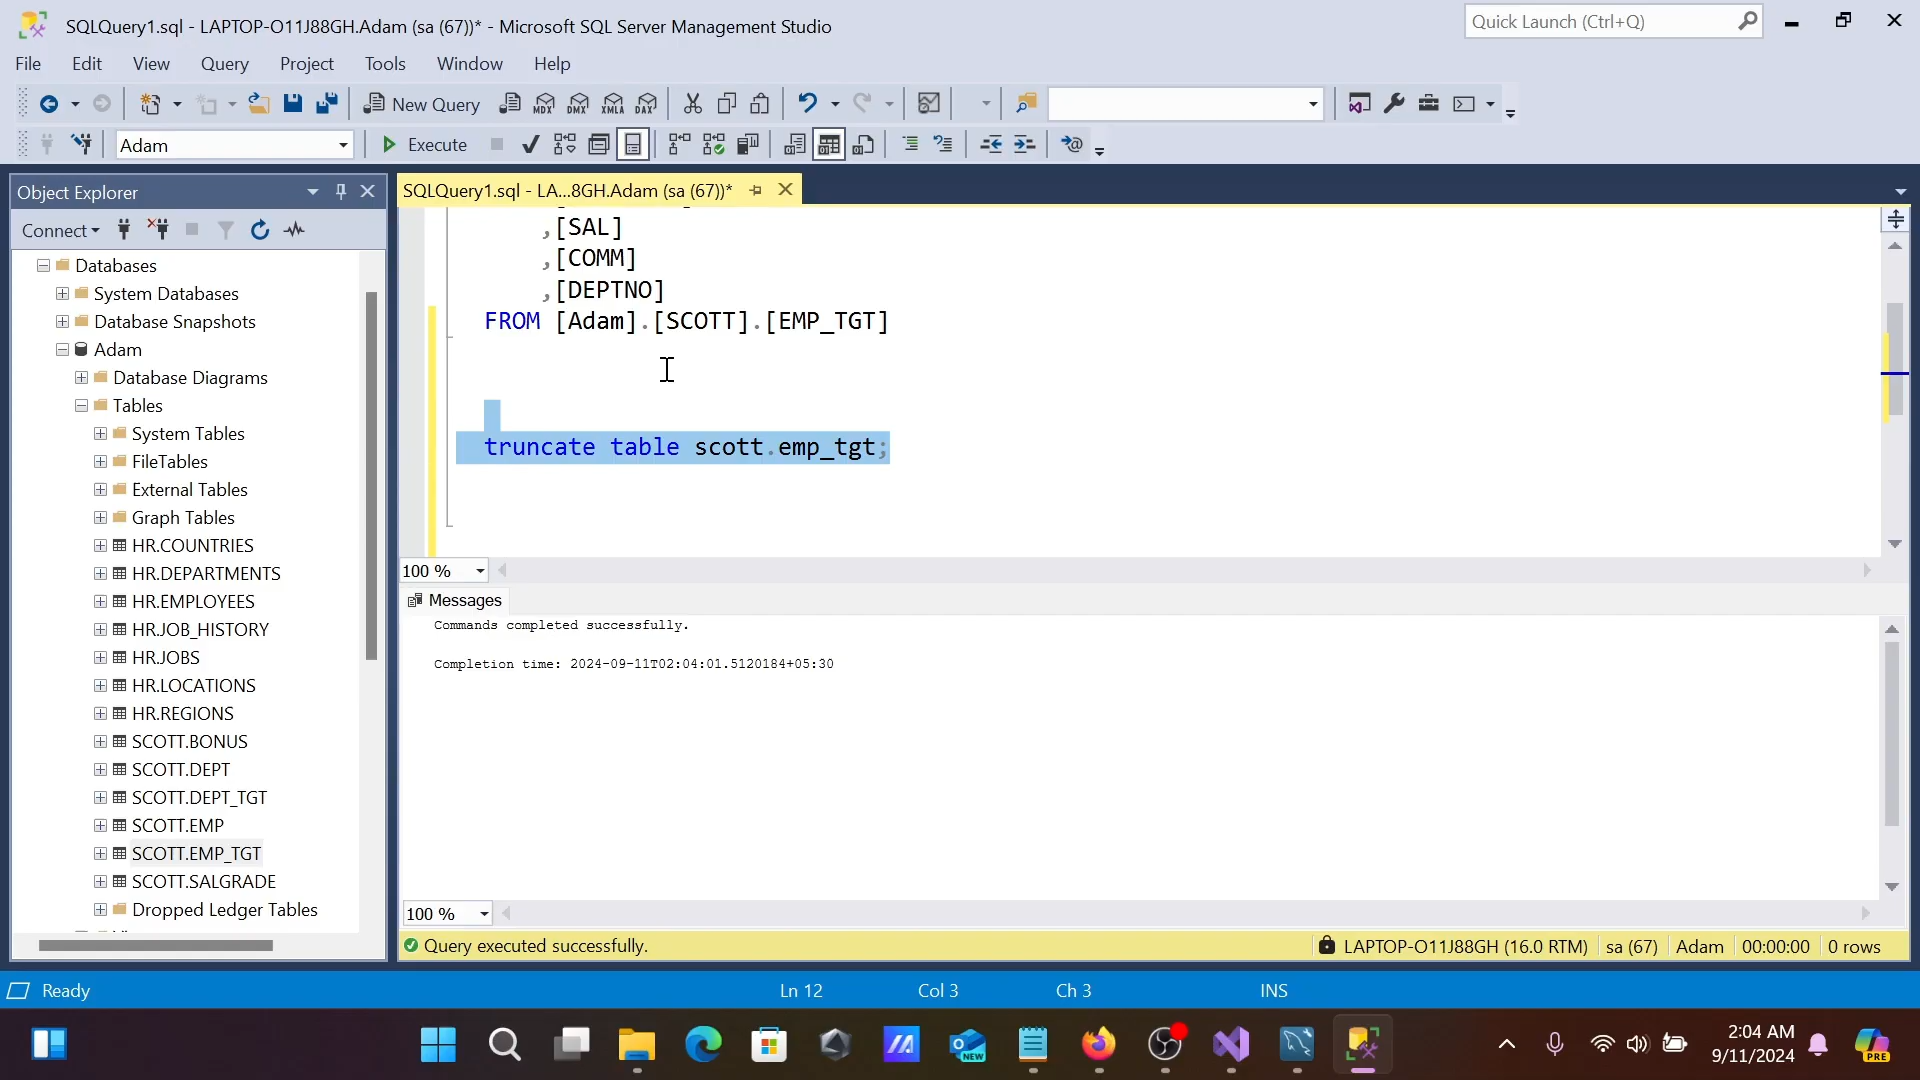 SQLQuery1.sql - LAPTOP-O11J88GH.Adam (sa (67))* - Microsoft SQL Server Management Studio
Quick Launch (Ctrl+Q)
File Edit View Query Project Tools Window Help
New Query MDX DMX XMLA DAX
Adam Execute
Object Explorer
SQLQuery1.sql - LA...8GH.Adam (sa (67))*
Connect
Databases
System Databases
Database Snapshots
Adam
Database Diagrams
Tables
System Tables
FileTables
External Tables
Graph Tables
HR.COUNTRIES
HR.DEPARTMENTS
HR.EMPLOYEES
HR.JOB_HISTORY
HR.JOBS
HR.LOCATIONS
HR.REGIONS
SCOTT.BONUS
SCOTT.DEPT
SCOTT.DEPT_TGT
SCOTT.EMP
SCOTT.EMP_TGT
SCOTT.SALGRADE
Dropped Ledger Tables
,[SAL]
,[COMM]
,[DEPTNO]
FROM [Adam].[SCOTT].[EMP_TGT]
truncate table scott.emp_tgt;
100 %
Messages
Commands completed successfully.
Completion time: 2024-09-11T02:04:01.5120184+05:30
100 %
Query executed successfully. LAPTOP-O11J88GH (16.0 RTM) sa (67) Adam 00:00:00 0 rows
Ready Ln 12 Col 3 Ch 3 INS
NEW
2:04 AM
9/11/2024
PRE